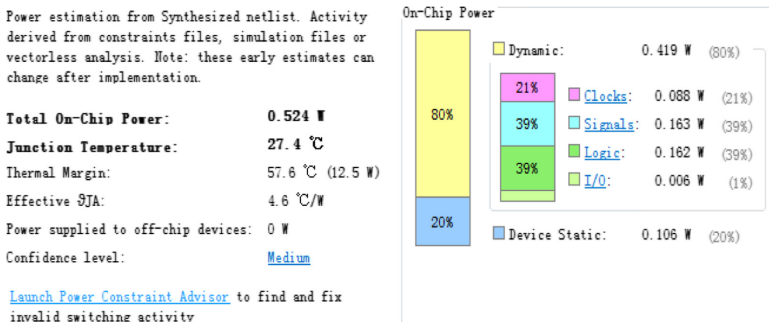 Power estimation from Synthesized netlist. Activity
derived from constraints files, simulation files or
vectorless analysis. Note: these early estimates can
change after implementation.
Total On-Chip Power: 0.524 W
Junction Temperature: 27.4 ℃
Thermal Margin: 57.6 ℃ (12.5 W)
Effective ϑJA: 4.6 ℃/W
Power supplied to off-chip devices: 0 W
Confidence level: Medium
Launch Power Constraint Advisor to find and fix
invalid switching activity
On-Chip Power
80%
20%
Dynamic: 0.419 W (80%)
21%
39%
39%
Clocks: 0.088 W (21%)
Signals: 0.163 W (39%)
Logic: 0.162 W (39%)
I/O: 0.006 W (1%)
Device Static: 0.106 W (20%)